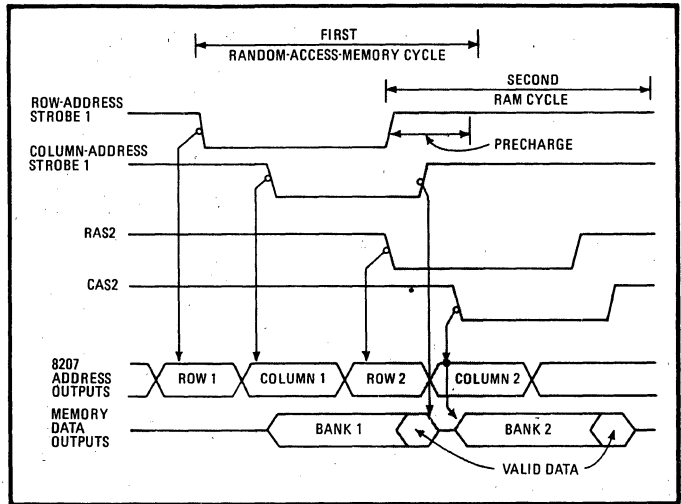 FIRST
RANDOM-ACCESS-MEMORY CYCLE
SECOND
RAM CYCLE
ROW-ADDRESS
STROBE 1
PRECHARGE
COLUMN-ADDRESS
STROBE 1
RAS2
CAS2
8207
ADDRESS
OUTPUTS
ROW 1
COLUMN 1
ROW 2
COLUMN 2
MEMORY
DATA
OUTPUTS
BANK 1
BANK 2
VALID DATA